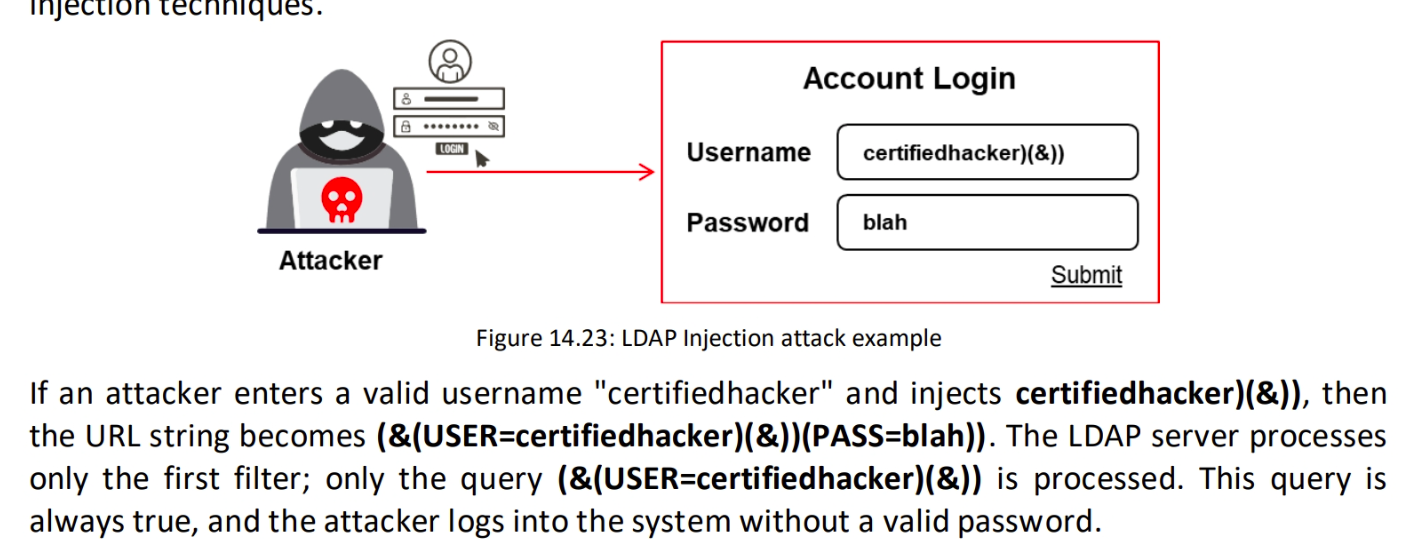 injection techniques.
LOGIN
Attacker
Account Login
Username
certifiedhacker)(&))
Password
blah
Submit
Figure 14.23: LDAP Injection attack example
If an attacker enters a valid username "certifiedhacker" and injects certifiedhacker)(&)), then
the URL string becomes (&(USER=certifiedhacker)(&))(PASS=blah)). The LDAP server processes
only the first filter; only the query (&(USER=certifiedhacker)(&)) is processed. This query is
always true, and the attacker logs into the system without a valid password.